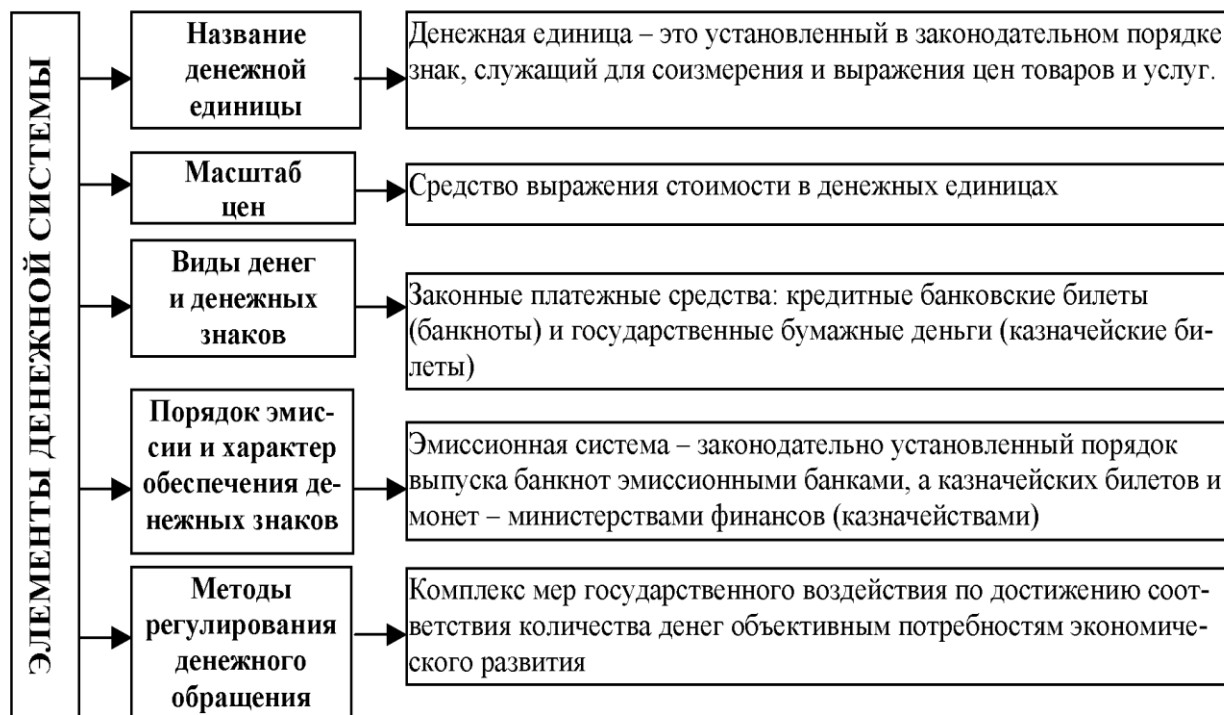 ЭЛЕМЕНТЫ ДЕНЕЖНОЙ СИСТЕМЫ
Название
денежной
единицы
Денежная единица – это установленный в законодательном порядке
знак, служащий для соизмерения и выражения цен товаров и услуг.
Масштаб
цен
Средство выражения стоимости в денежных единицах
Виды денег
и денежных
знаков
Законные платежные средства: кредитные банковские билеты
(банкноты) и государственные бумажные деньги (казначейские би-
леты)
Порядок эмис-
сии и характер
обеспечения де-
нежных знаков
Эмиссионная система – законодательно установленный порядок
выпуска банкнот эмиссионными банками, а казначейских билетов и
монет – министерствами финансов (казначействами)
Методы
регулирования
денежного
обращения
Комплекс мер государственного воздействия по достижению соот-
ветствия количества денег объективным потребностям экономиче-
ского развития